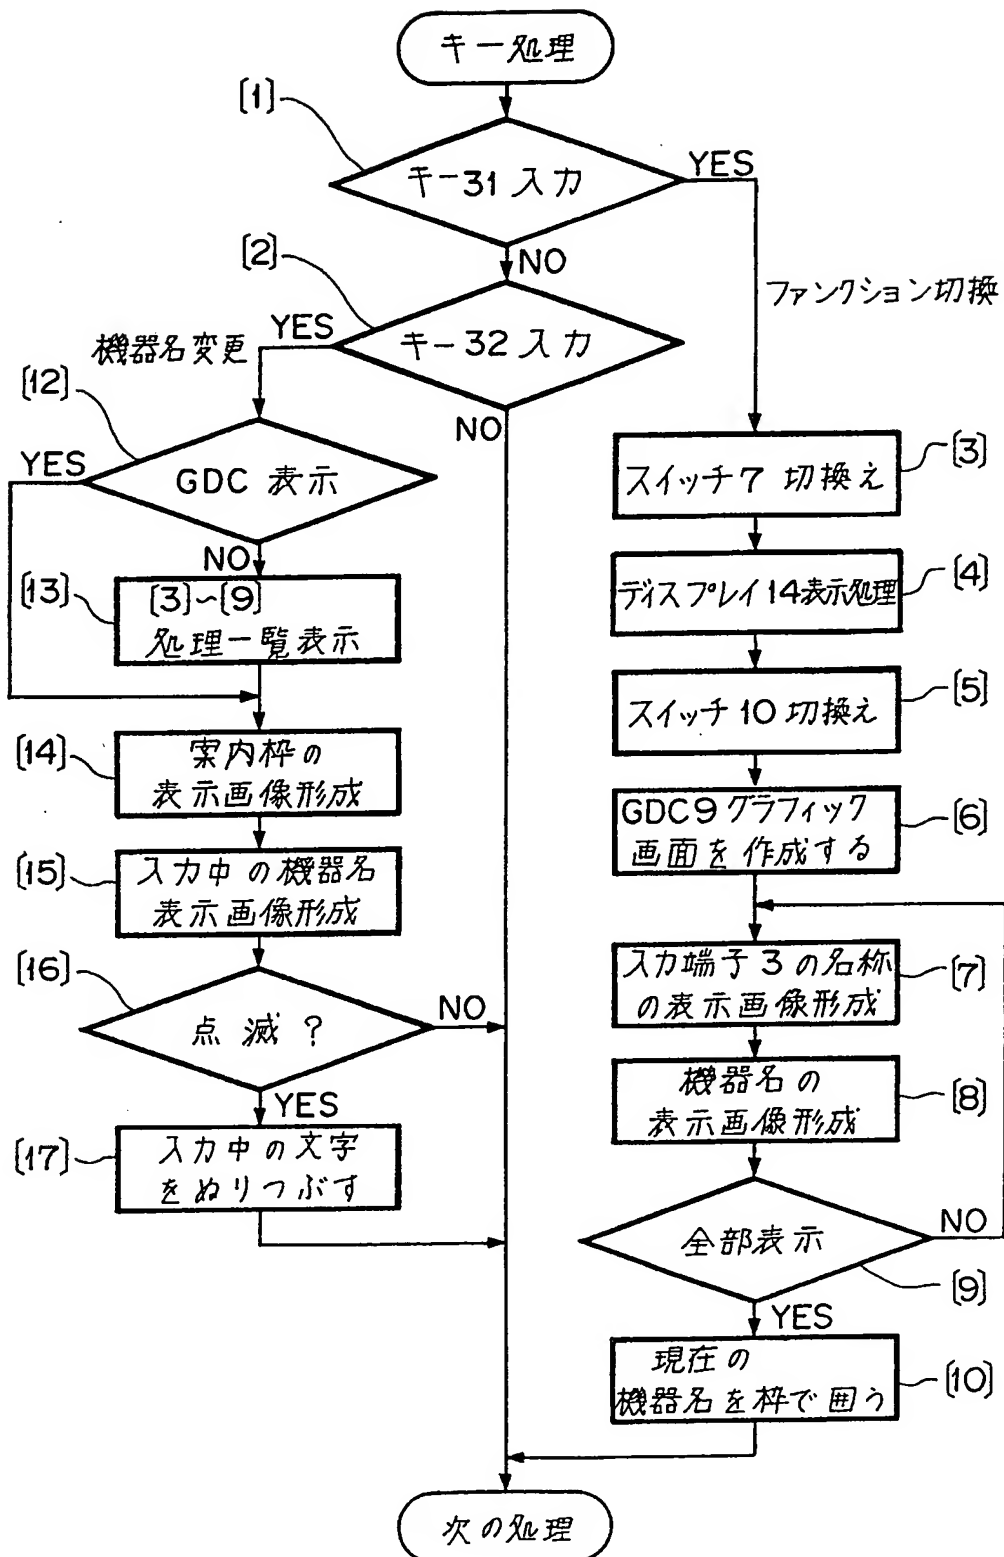 キー処理
[1]
キー31 入力
YES
NO
ファンクション切換
[2]
キー32 入力
YES
機器名変更
NO
[12]
GDC 表示
YES
NO
[13]
[3]~[9]
処理一覧表示
[14]
案内枠の
表示画像形成
[15]
入力中の機器名
表示画像形成
[16]
点滅?
NO
YES
[17]
入力中の文字
をぬりつぶす
[3]
スイッチ7 切換え
[4]
ディスプレイ14表示処理
[5]
スイッチ10 切換え
[6]
GDC9 グラフィック
画面を作成する
[7]
入力端子3の名称
の表示画像形成
[8]
機器名の
表示画像形成
全部表示
NO
[9]
YES
現在の
機器名を枠で囲う
[10]
次の処理